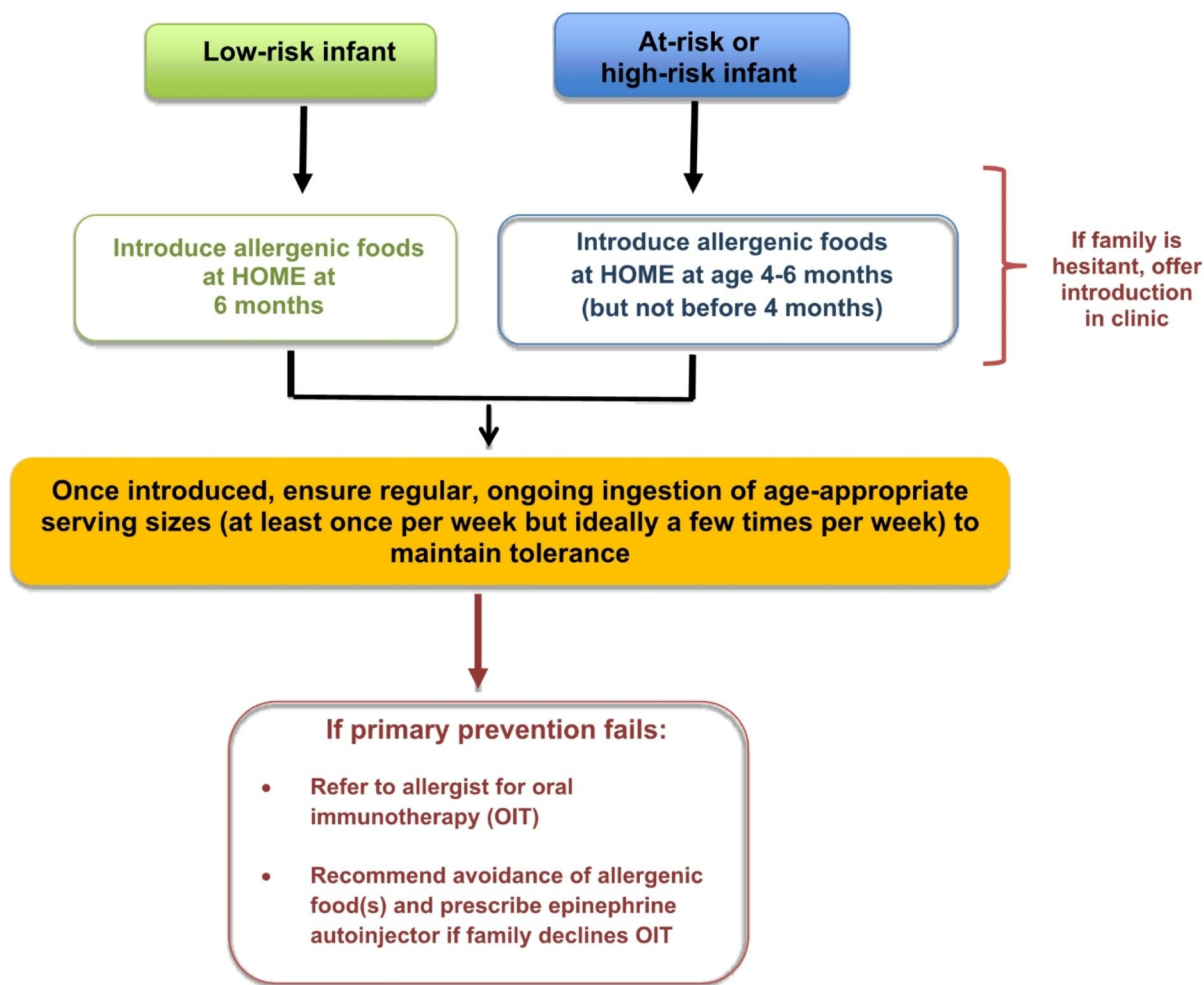 Low-risk infant
At-risk or
high-risk infant
Introduce allergenic foods
at HOME at
6 months
Introduce allergenic foods
at HOME at age 4-6 months
(but not before 4 months)
If family is
hesitant, offer
introduction
in clinic
Once introduced, ensure regular, ongoing ingestion of age-appropriate
serving sizes (at least once per week but ideally a few times per week) to
maintain tolerance
If primary prevention fails:
• Refer to allergist for oral
immunotherapy (OIT)
• Recommend avoidance of allergenic
food(s) and prescribe epinephrine
autoinjector if family declines OIT